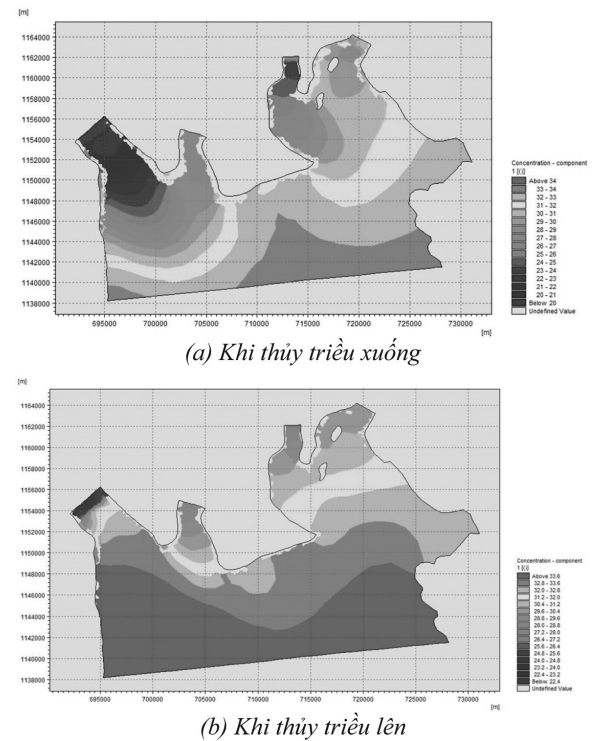 [m]
1164000
1162000
1160000
1158000
1156000
1154000
1152000
1150000
1148000
1146000
1144000
1142000
1140000
1138000
695000 700000 705000 710000 715000 720000 725000 730000
[m]
Concentration - component
1 [()]
Above 34
33 - 34
32 - 33
31 - 32
30 - 31
29 - 30
28 - 29
27 - 28
26 - 27
25 - 26
24 - 25
23 - 24
22 - 23
21 - 22
20 - 21
Below 20
Undefined Value
(a) Khi thủy triều xuống
[m]
1164000
1162000
1160000
1158000
1156000
1154000
1152000
1150000
1148000
1146000
1144000
1142000
1140000
1138000
695000 700000 705000 710000 715000 720000 725000 730000
[m]
Concentration - component
1 [()]
Above 33.6
32.8 - 33.6
32.0 - 32.8
31.2 - 32.0
30.4 - 31.2
29.6 - 30.4
28.8 - 29.6
28.0 - 28.8
27.2 - 28.0
26.4 - 27.2
25.6 - 26.4
24.8 - 25.6
24.0 - 24.8
23.2 - 24.0
22.4 - 23.2
Below 22.4
Undefined Value
(b) Khi thủy triều lên